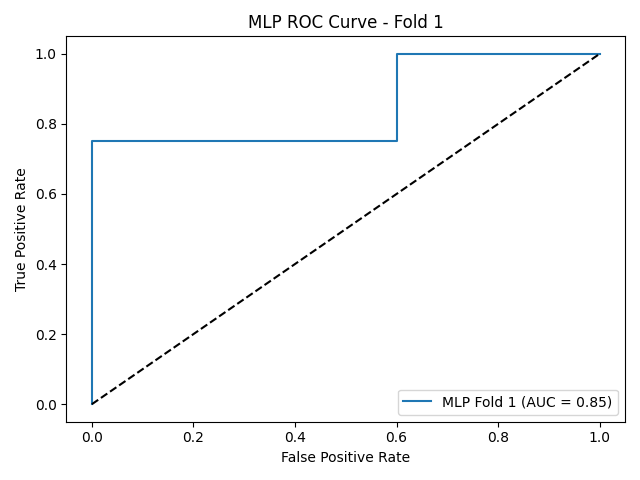 MLP ROC Curve - Fold 1
True Positive Rate
1.0
0.8
0.6
0.4
0.2
0.0
0.0 0.2 0.4 0.6 0.8 1.0
False Positive Rate
MLP Fold 1 (AUC = 0.85)